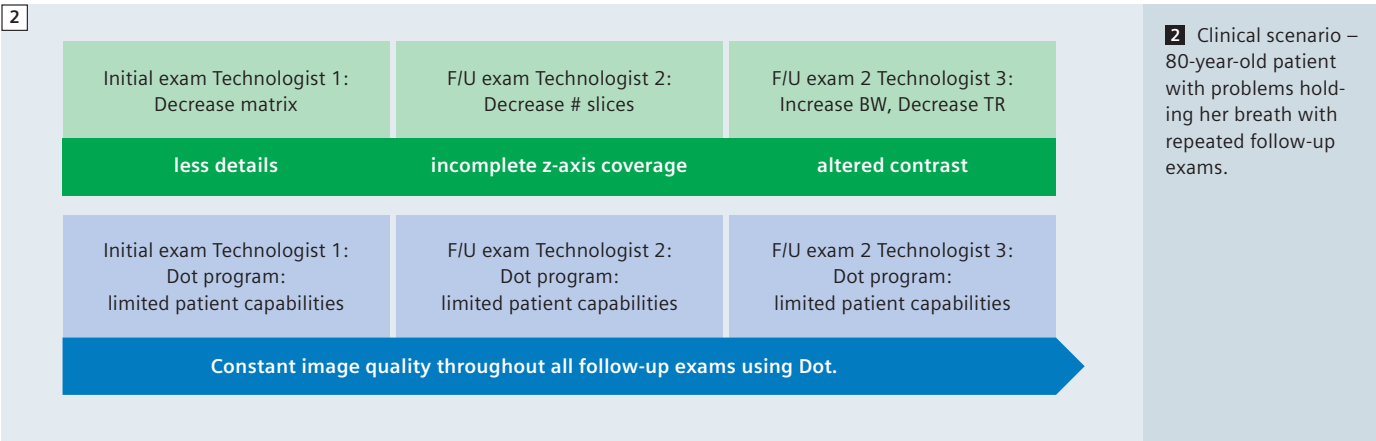 2
Initial exam Technologist 1:
Decrease matrix
F/U exam Technologist 2:
Decrease # slices
F/U exam 2 Technologist 3:
Increase BW, Decrease TR
less details
incomplete z-axis coverage
altered contrast
Initial exam Technologist 1:
Dot program:
limited patient capabilities
F/U exam Technologist 2:
Dot program:
limited patient capabilities
F/U exam 2 Technologist 3:
Dot program:
limited patient capabilities
Constant image quality throughout all follow-up exams using Dot.
2 Clinical scenario –
80-year-old patient
with problems hold-
ing her breath with
repeated follow-up
exams.